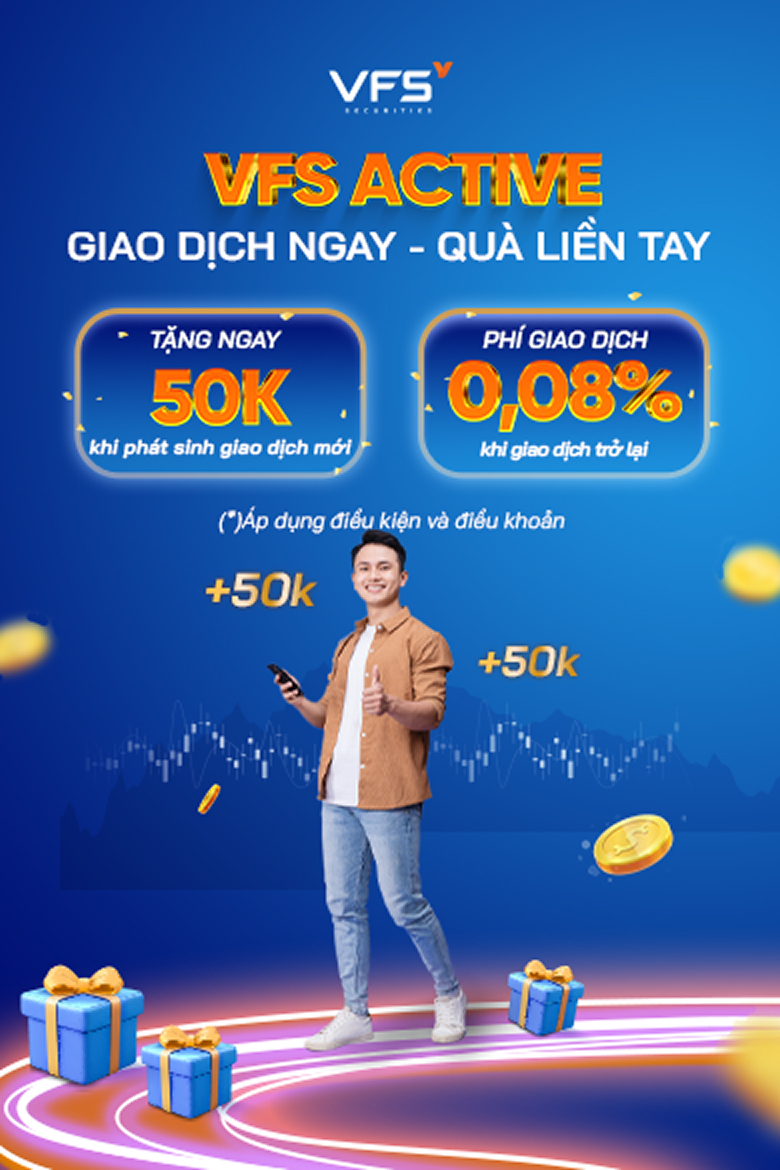 VFS
SECURITIES
VFS ACTIVE
GIAO DỊCH NGAY - QUÀ LIỀN TAY
TẶNG NGAY
50K
khi phát sinh giao dịch mới
PHÍ GIAO DỊCH
0,08%
khi giao dịch trở lại
(*)Áp dụng điều kiện và điều khoản
+50k
+50k